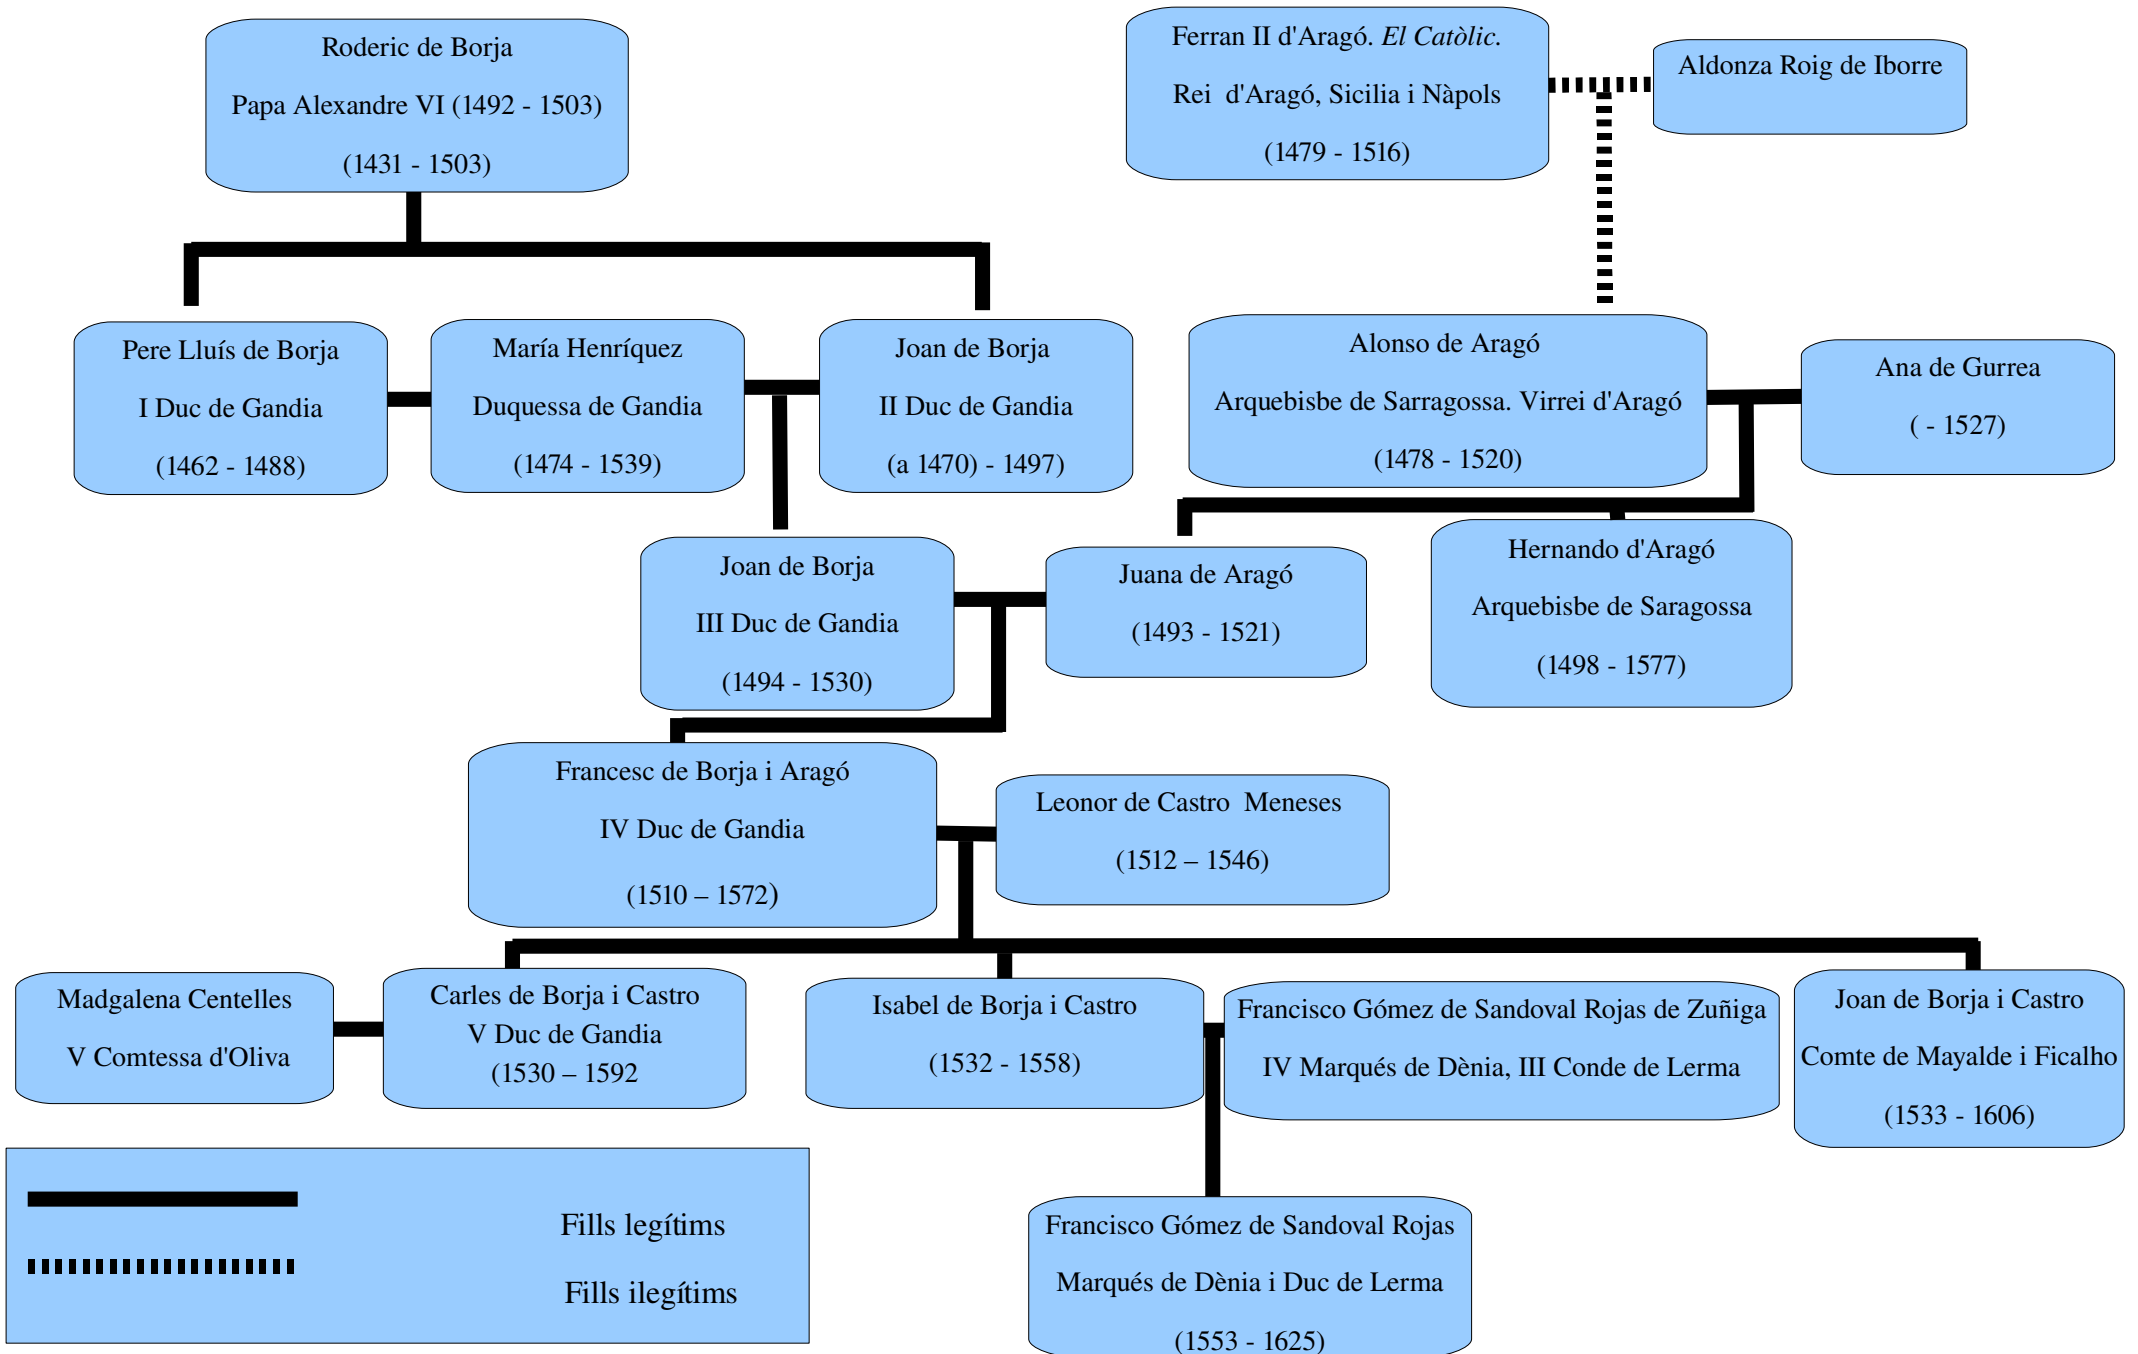 Roderic de Borja
Papa Alexandre VI (1492 - 1503)
(1431 - 1503)
Ferran II d'Aragó. El Catòlic.
Rei d'Aragó, Sicilia i Nàpols
(1479 - 1516)
Aldonza Roig de Iborre
Pere Lluís de Borja
I Duc de Gandia
(1462 - 1488)
María Henríquez
Duquessa de Gandia
(1474 - 1539)
Joan de Borja
II Duc de Gandia
(a 1470) - 1497)
Alonso de Aragó
Arquebisbe de Sarragossa. Virrei d'Aragó
(1478 - 1520)
Ana de Gurrea
( - 1527)
Joan de Borja
III Duc de Gandia
(1494 - 1530)
Juana de Aragó
(1493 - 1521)
Hernando d'Aragó
Arquebisbe de Saragossa
(1498 - 1577)
Francesc de Borja i Aragó
IV Duc de Gandia
(1510 – 1572)
Leonor de Castro Meneses
(1512 – 1546)
Madgalena Centelles
V Comtessa d'Oliva
Carles de Borja i Castro
V Duc de Gandia
(1530 – 1592
Isabel de Borja i Castro
(1532 - 1558)
Francisco Gómez de Sandoval Rojas de Zuñiga
IV Marqués de Dènia, III Conde de Lerma
Joan de Borja i Castro
Comte de Mayalde i Ficalho
(1533 - 1606)
Francisco Gómez de Sandoval Rojas
Marqués de Dènia i Duc de Lerma
(1553 - 1625)
Fills legítims
Fills ilegítims